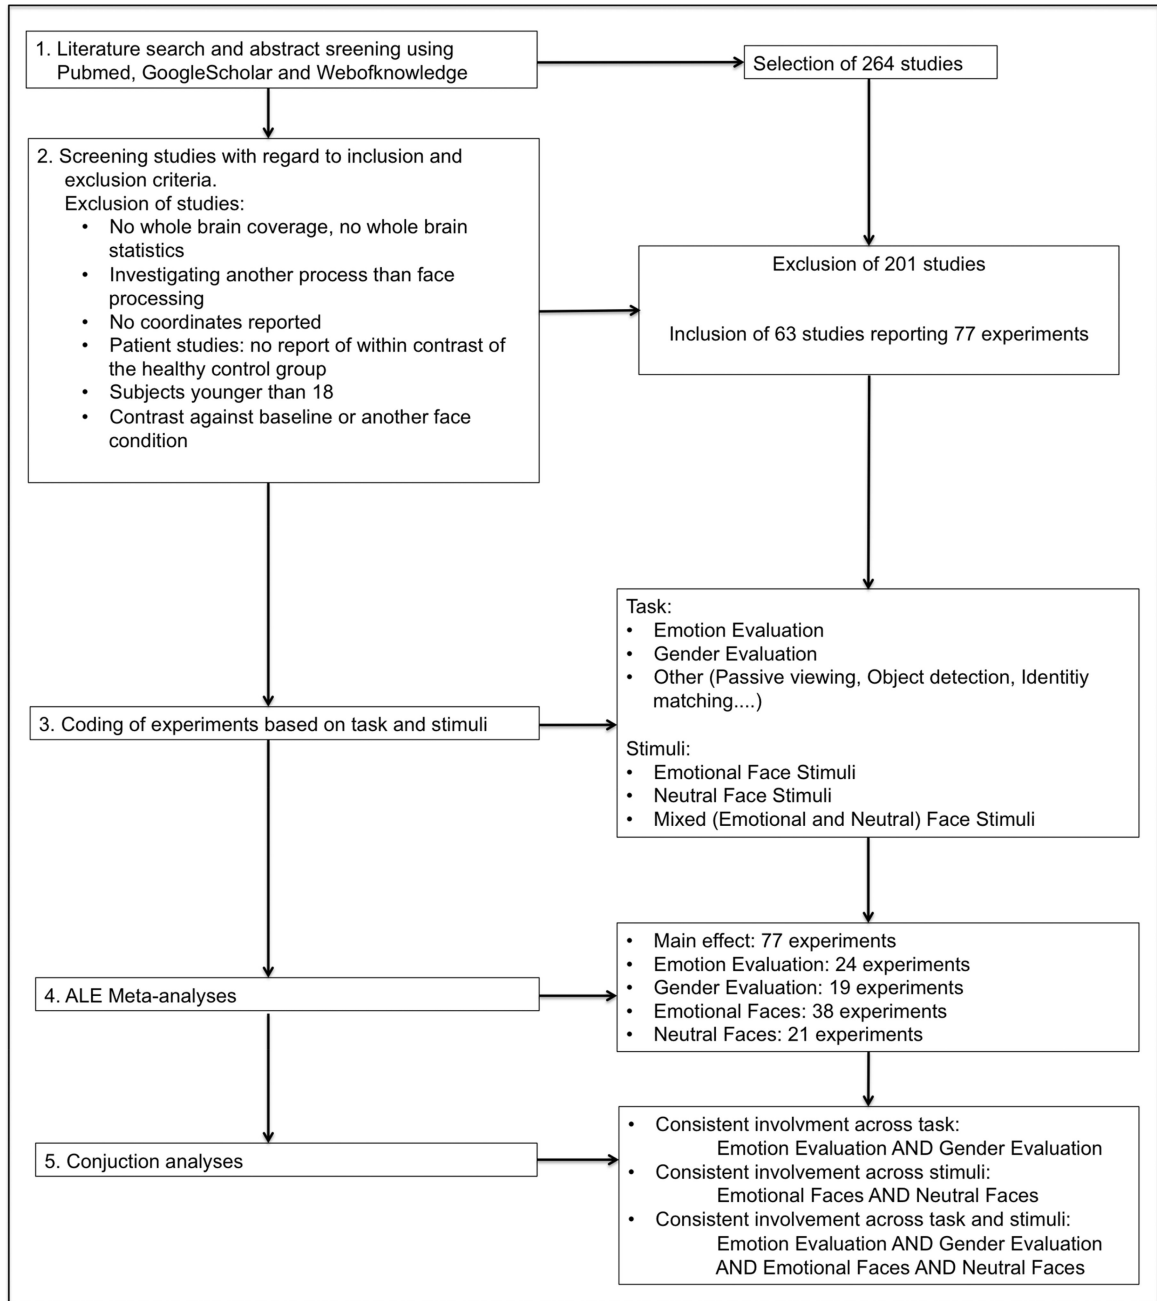 1. Literature search and abstract sreening using
Pubmed, GoogleScholar and Webofknowledge
Selection of 264 studies
2. Screening studies with regard to inclusion and
exclusion criteria.
Exclusion of studies:
• No whole brain coverage, no whole brain
statistics
• Investigating another process than face
processing
• No coordinates reported
• Patient studies: no report of within contrast of
the healthy control group
• Subjects younger than 18
• Contrast against baseline or another face
condition
Exclusion of 201 studies
Inclusion of 63 studies reporting 77 experiments
3. Coding of experiments based on task and stimuli
Task:
• Emotion Evaluation
• Gender Evaluation
• Other (Passive viewing, Object detection, Identitiy
matching....)
Stimuli:
• Emotional Face Stimuli
• Neutral Face Stimuli
• Mixed (Emotional and Neutral) Face Stimuli
4. ALE Meta-analyses
• Main effect: 77 experiments
• Emotion Evaluation: 24 experiments
• Gender Evaluation: 19 experiments
• Emotional Faces: 38 experiments
• Neutral Faces: 21 experiments
5. Conjuction analyses
• Consistent involvment across task:
Emotion Evaluation AND Gender Evaluation
• Consistent involvement across stimuli:
Emotional Faces AND Neutral Faces
• Consistent involvement across task and stimuli:
Emotion Evaluation AND Gender Evaluation
AND Emotional Faces AND Neutral Faces